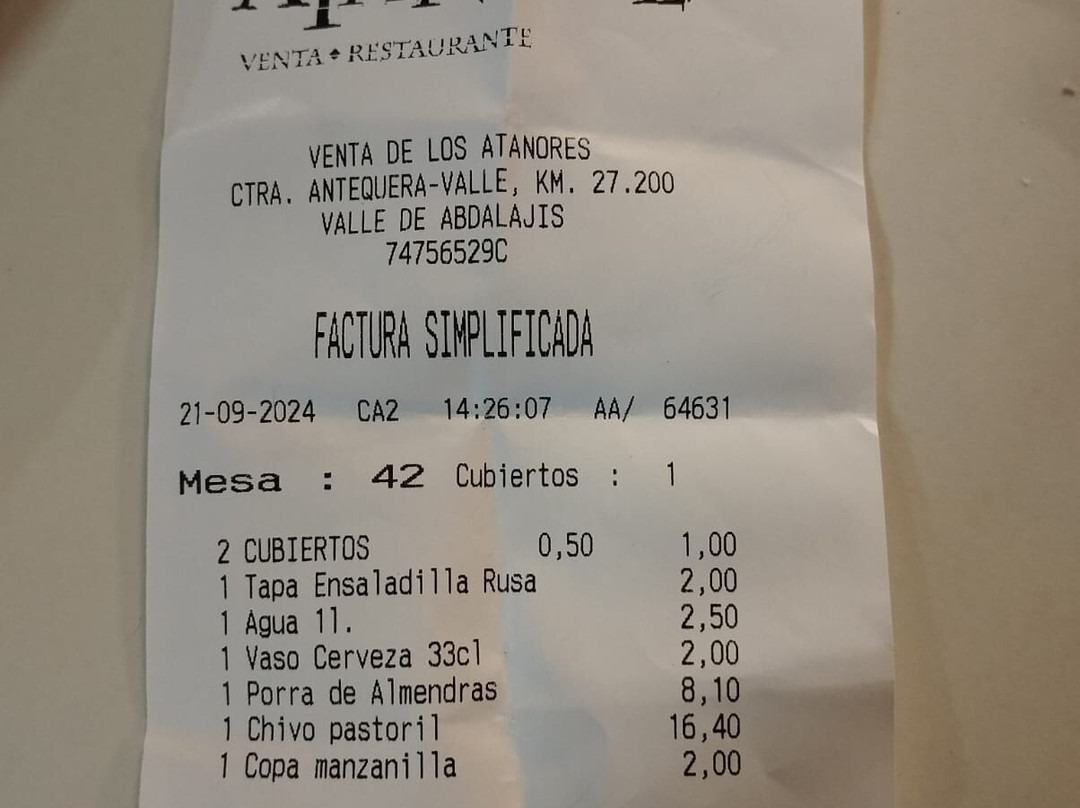 VENTA ◆ RESTAURANTE
VENTA DE LOS ATANORES
CTRA. ANTEQUERA-VALLE, KM. 27.200
VALLE DE ABDALAJIS
74756529C
FACTURA SIMPLIFICADA
21-09-2024 CA2 14:26:07 AA/ 64631
Mesa : 42 Cubiertos : 1
2 CUBIERTOS 0,50 1,00
1 Tapa Ensaladilla Rusa 2,00
1 Agua 1l. 2,50
1 Vaso Cerveza 33cl 2,00
1 Porra de Almendras 8,10
1 Chivo pastoril 16,40
1 Copa manzanilla 2,00